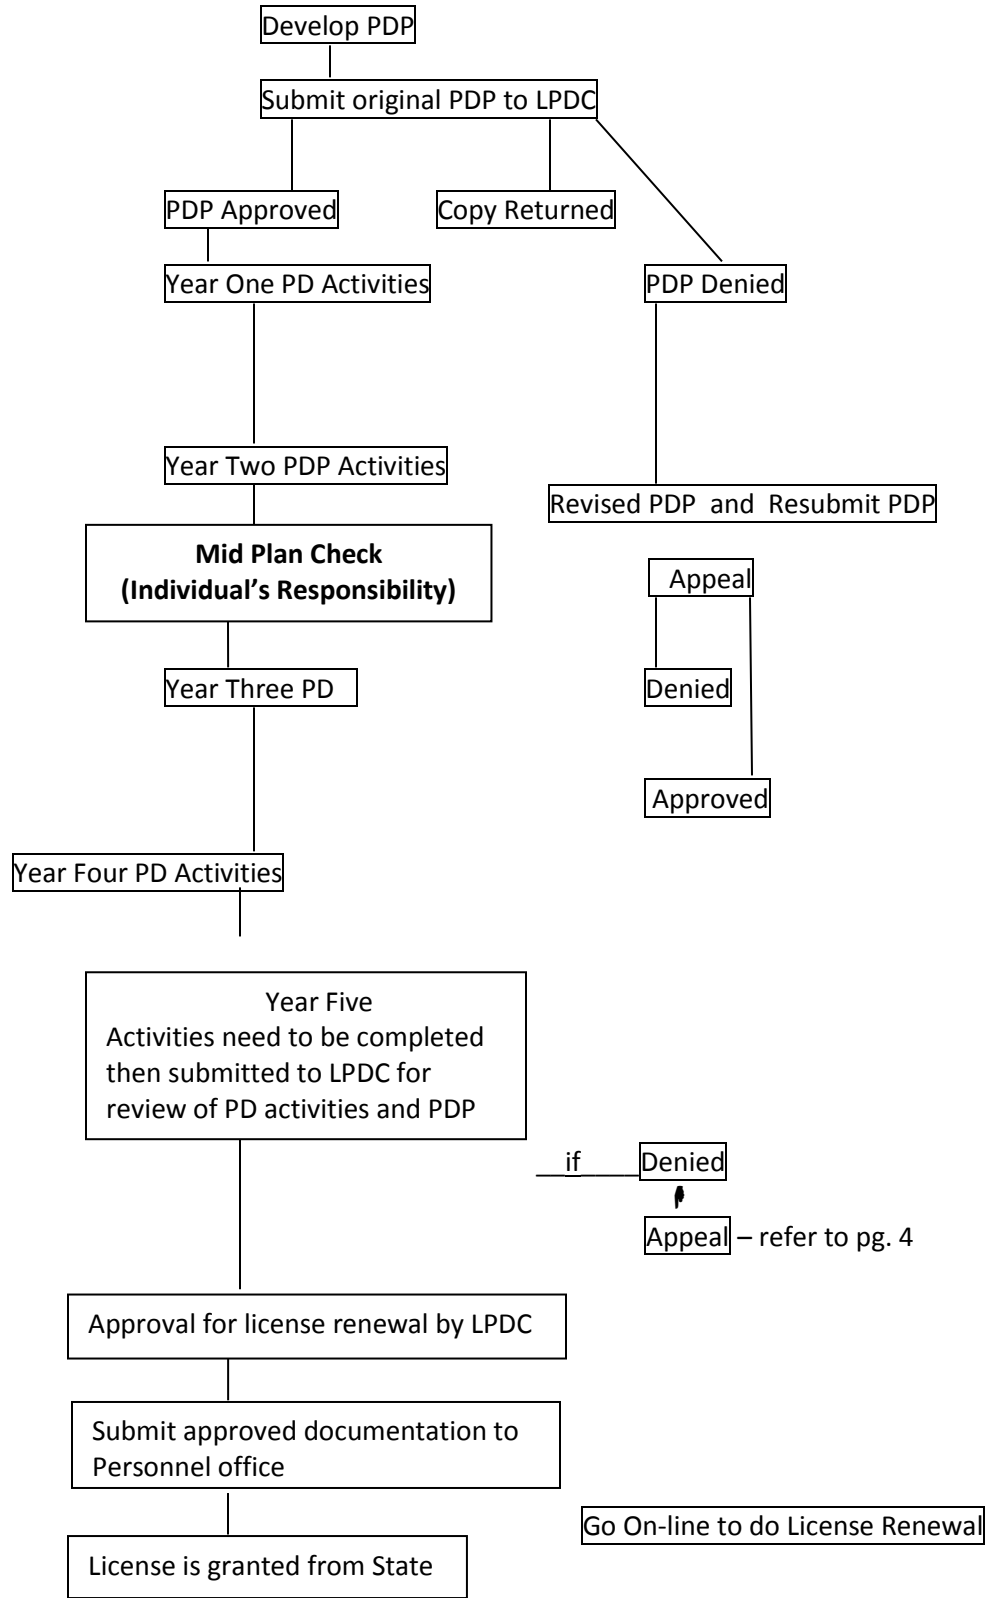 Develop PDP
Submit original PDP to LPDC
PDP Approved
Copy Returned
Year One PD Activities
PDP Denied
Year Two PDP Activities
Revised PDP  and  Resubmit PDP
Mid Plan Check
(Individual’s Responsibility)
Appeal
Year Three PD
Denied
Approved
Year Four PD Activities
Year Five
Activities need to be completed
then submitted to LPDC for
review of PD activities and PDP
if
Denied
Appeal – refer to pg. 4
Approval for license renewal by LPDC
Submit approved documentation to
Personnel office
Go On-line to do License Renewal
License is granted from State